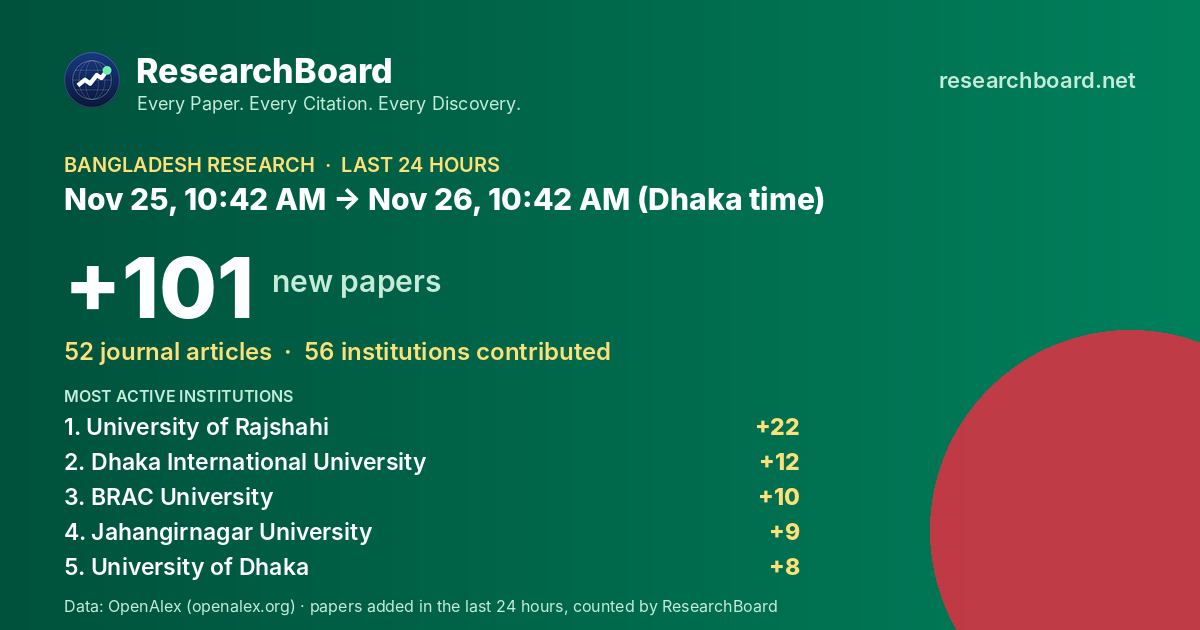 ResearchBoard
Every Paper. Every Citation. Every Discovery.
researchboard.net
BANGLADESH RESEARCH · LAST 24 HOURS
Nov 25, 10:42 AM → Nov 26, 10:42 AM (Dhaka time)
+101 new papers
52 journal articles · 56 institutions contributed
MOST ACTIVE INSTITUTIONS
1. University of Rajshahi +22
2. Dhaka International University +12
3. BRAC University +10
4. Jahangirnagar University +9
5. University of Dhaka +8
Data: OpenAlex (openalex.org) · papers added in the last 24 hours, counted by ResearchBoard